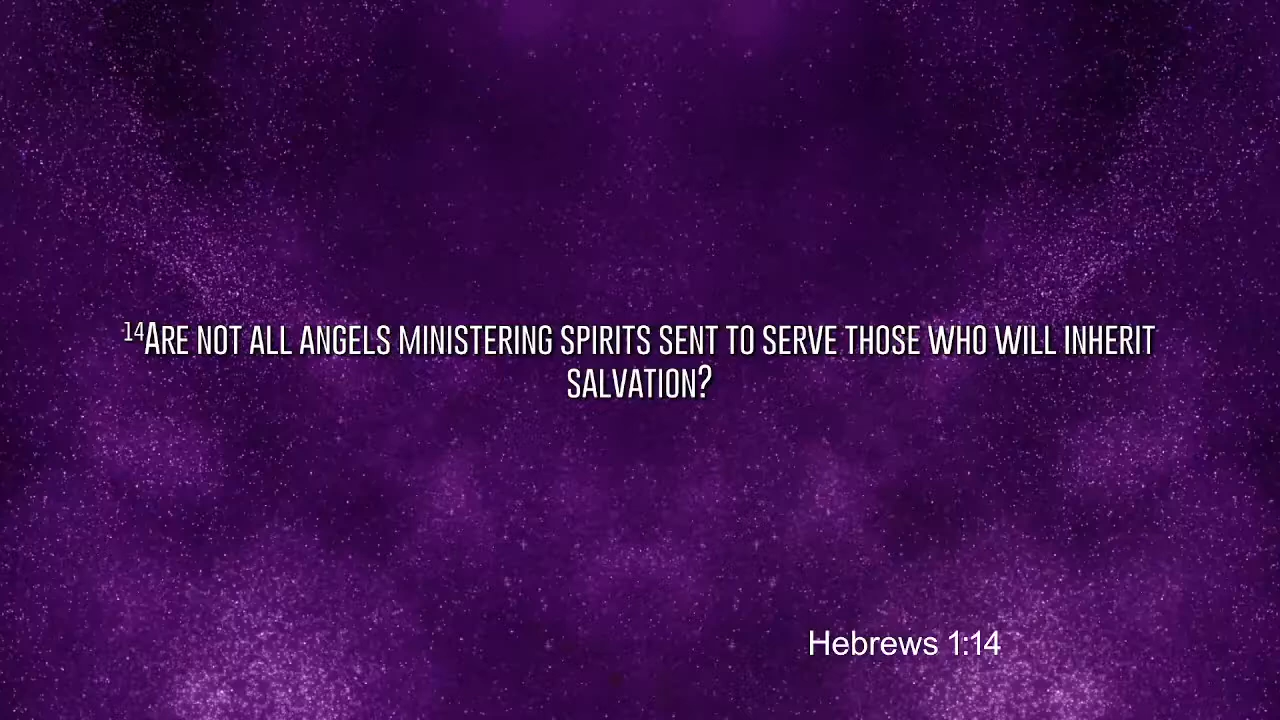 ¹⁴Are not all angels ministering spirits sent to serve those who will inherit
salvation?
Hebrews 1:14